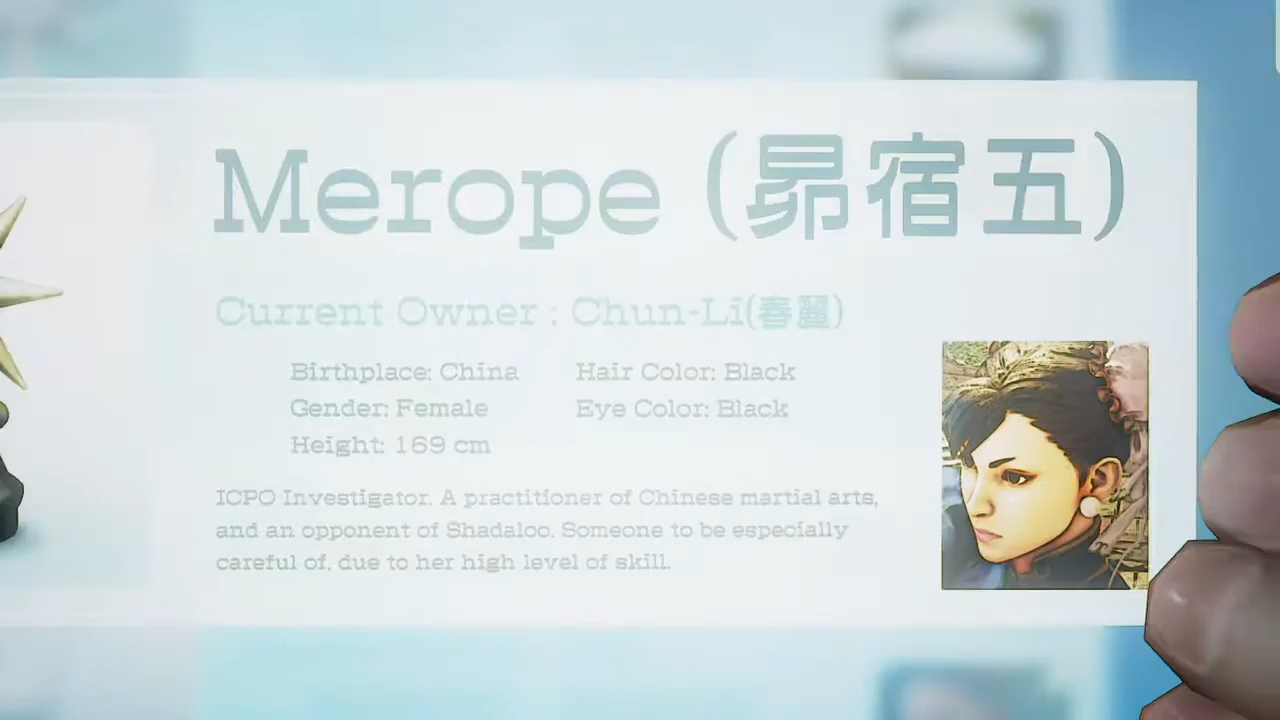 Merope (昴宿五)
Current Owner : Chun-Li(春麗)
Birthplace: China Hair Color: Black
Gender: Female Eye Color: Black
Height: 169 cm
ICPO Investigator. A practitioner of Chinese martial arts,
and an opponent of Shadaloo. Someone to be especially
careful of, due to her high level of skill.